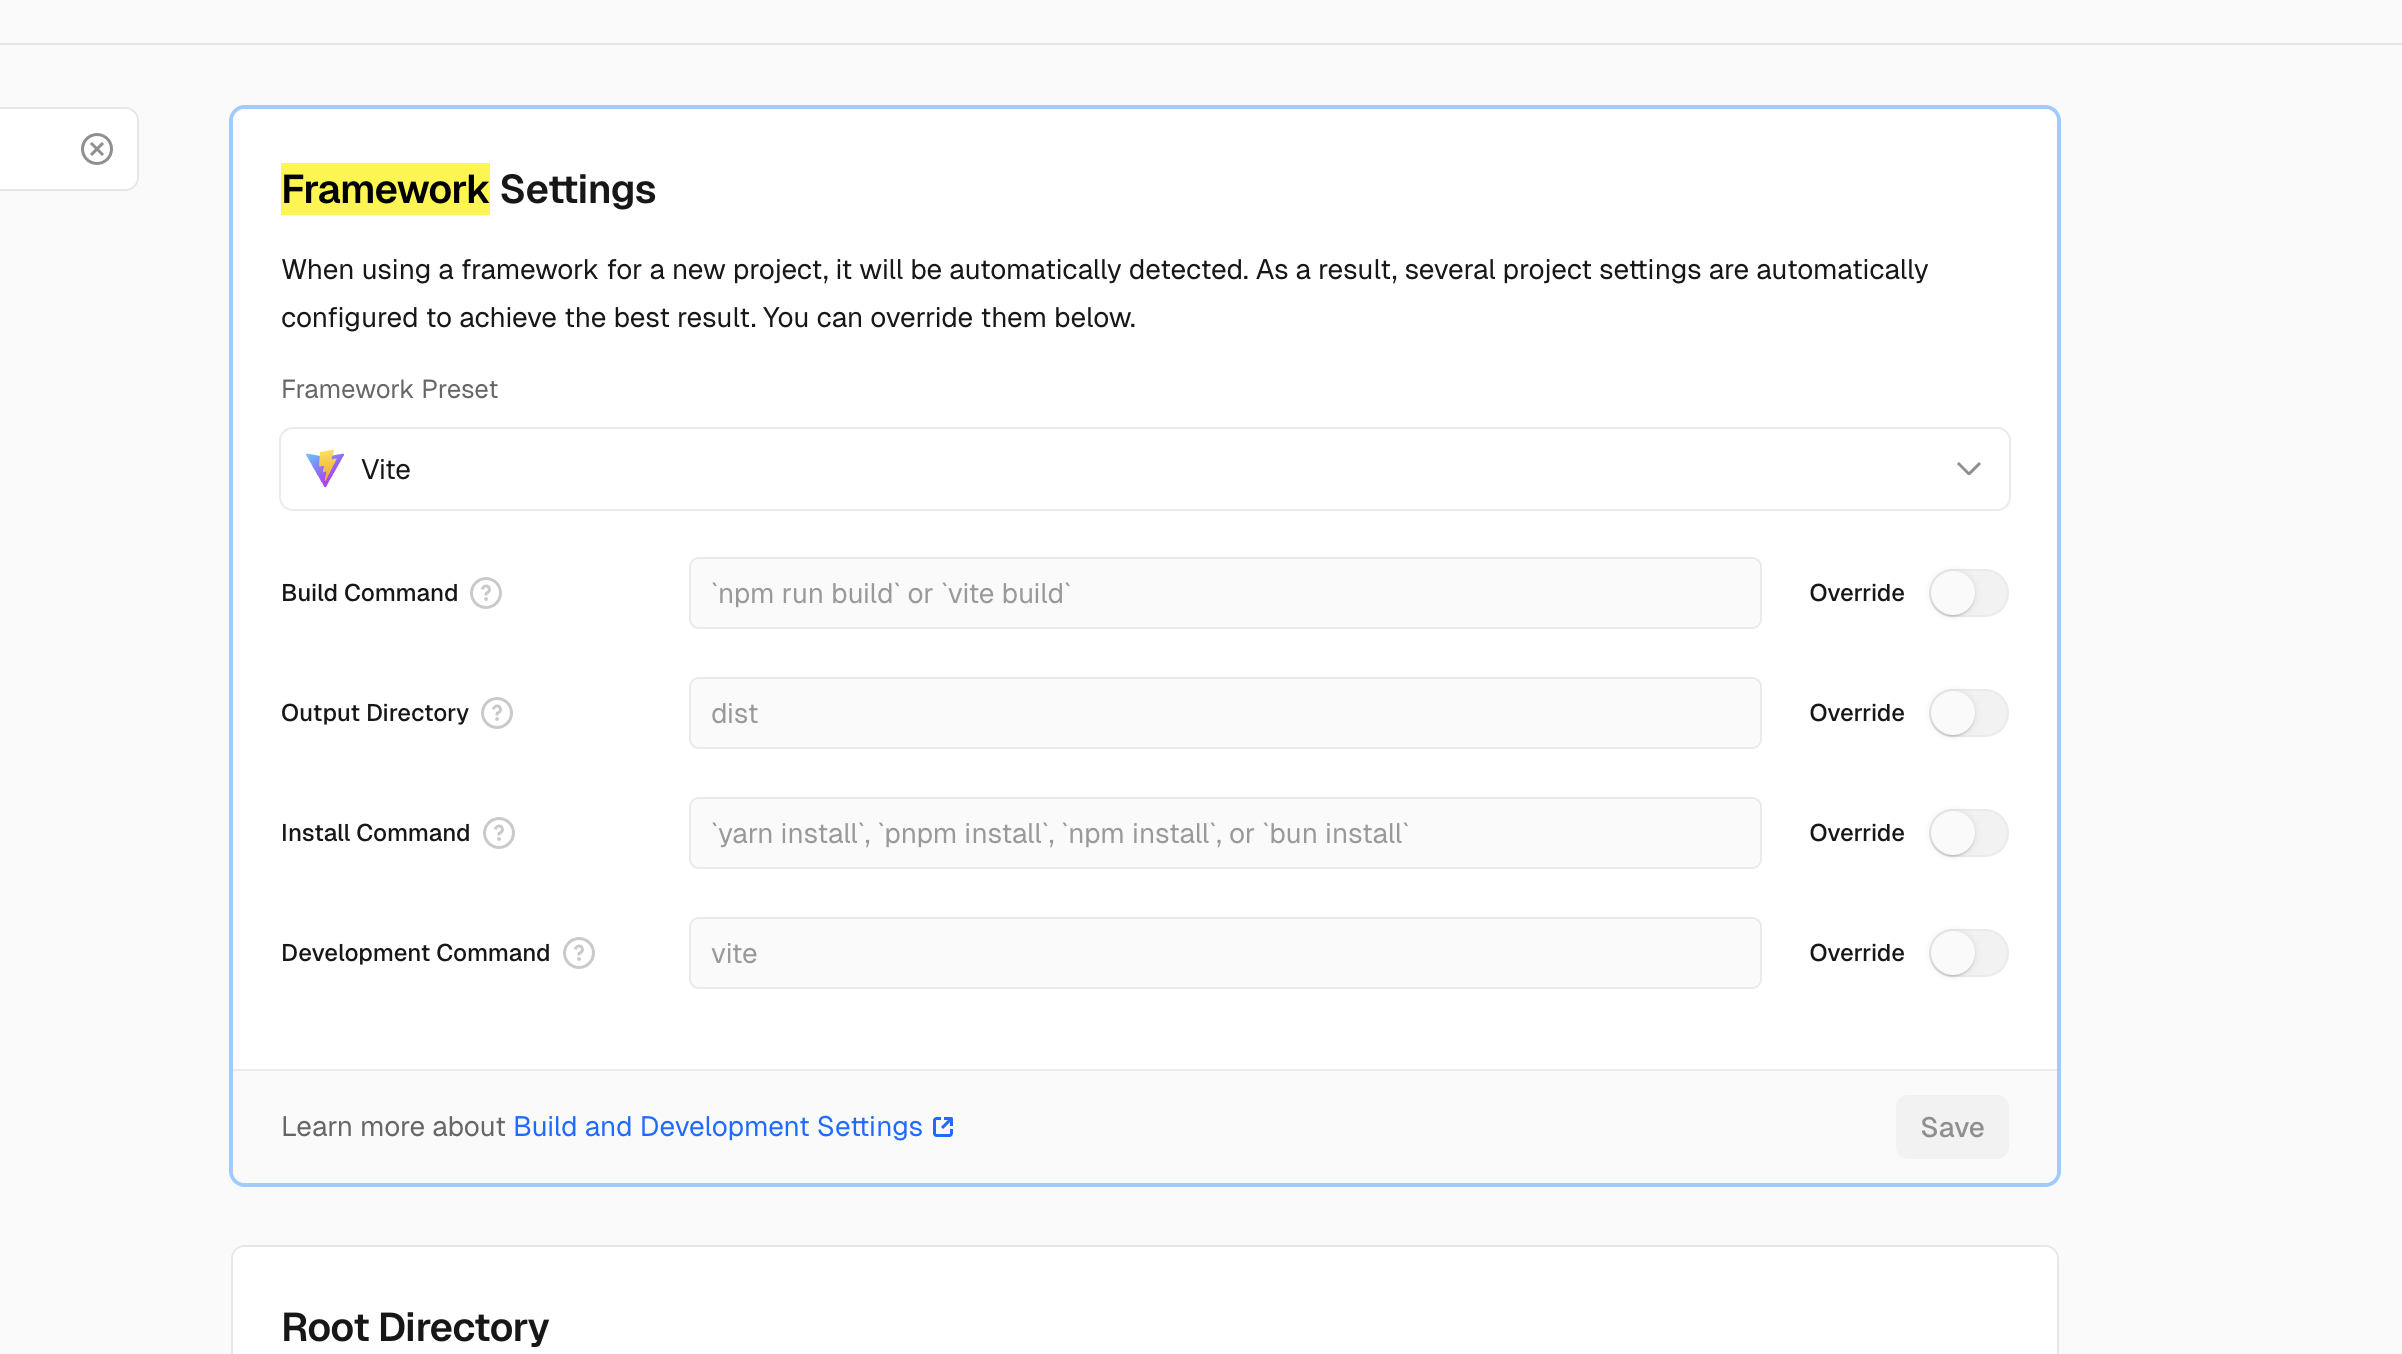 Framework Settings
When using a framework for a new project, it will be automatically detected. As a result, several project settings are automatically
configured to achieve the best result. You can override them below.
Framework Preset
Vite
Build Command ?
`npm run build` or `vite build`
Override
Output Directory ?
dist
Override
Install Command ?
`yarn install`, `pnpm install`, `npm install`, or `bun install`
Override
Development Command ?
vite
Override
Learn more about Build and Development Settings
Save
Root Directory